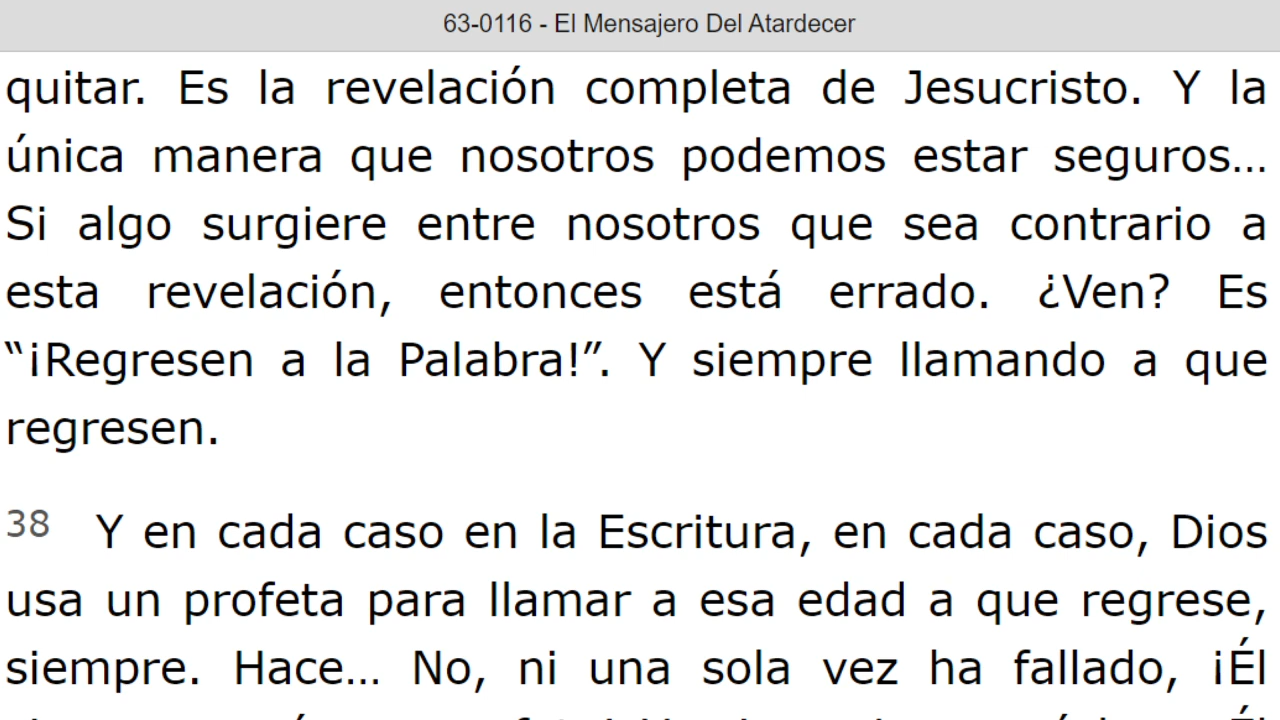 63-0116 - El Mensajero Del Atardecer
quitar. Es la revelación completa de Jesucristo. Y la
única manera que nosotros podemos estar seguros...
Si algo surgiere entre nosotros que sea contrario a
esta revelación, entonces está errado. ¿Ven? Es
“¡Regresen a la Palabra!”. Y siempre llamando a que
regresen.
38 Y en cada caso en la Escritura, en cada caso, Dios
usa un profeta para llamar a esa edad a que regrese,
siempre. Hace... No, ni una sola vez ha fallado, ¡Él